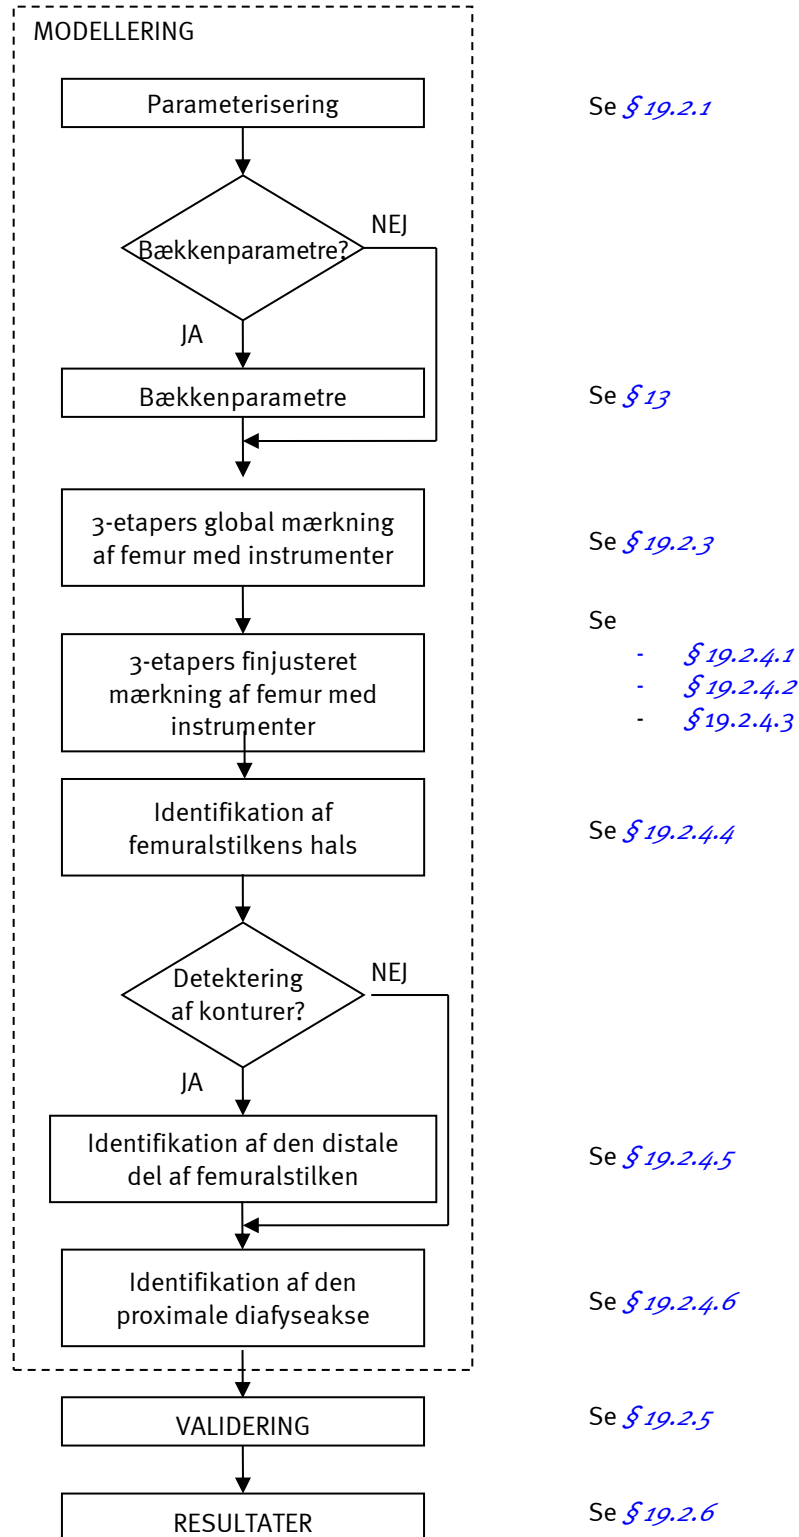 MODELLERING
Parameterisering
Se § 19.2.1
Bækkenparametre?
NEJ
JA
Bækkenparametre
Se § 13
3-etapers global mærkning
af femur med instrumenter
Se § 19.2.3
3-etapers finjusteret
mærkning af femur med
instrumenter
Se
- § 19.2.4.1
- § 19.2.4.2
- § 19.2.4.3
Identifikation af
femuralstilkens hals
Se § 19.2.4.4
Detektering
af konturer?
NEJ
JA
Identifikation af den distale
del af femuralstilken
Se § 19.2.4.5
Identifikation af den
proximale diafyseakse
Se § 19.2.4.6
VALIDERING
Se § 19.2.5
RESULTATER
Se § 19.2.6